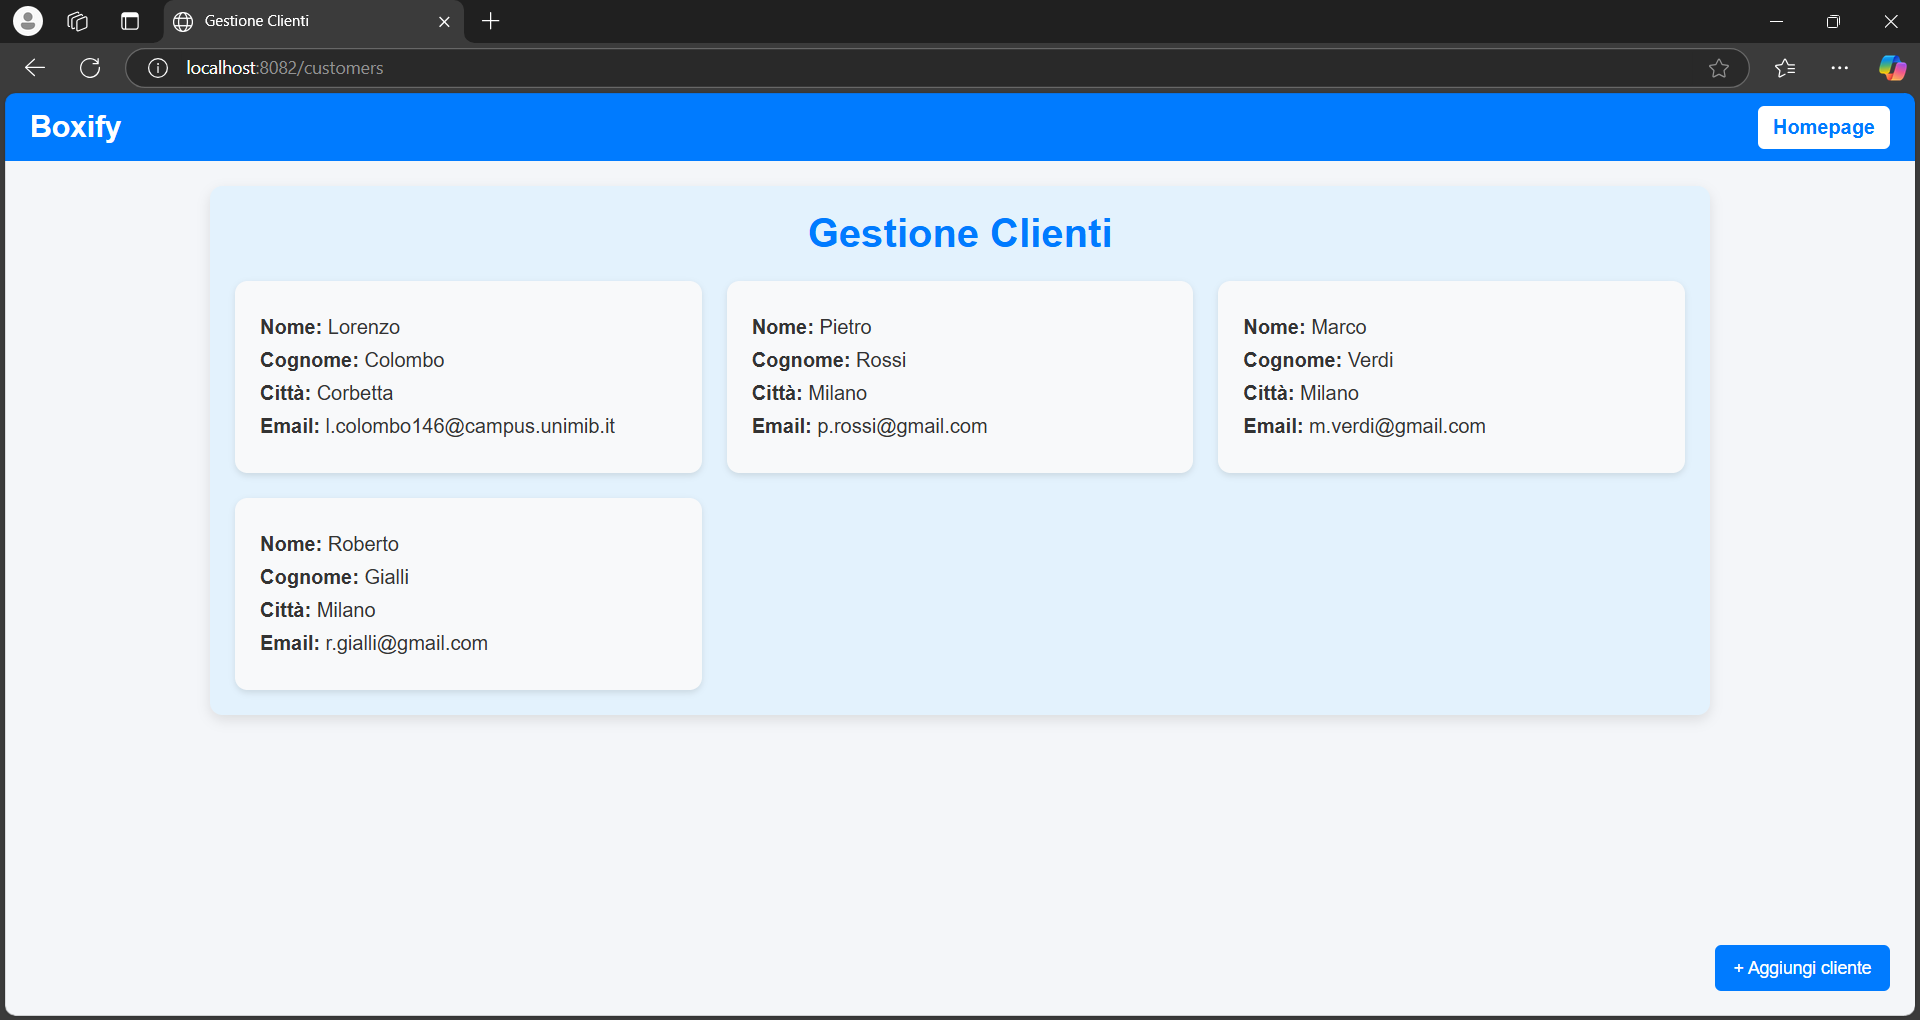 Gestione Clienti
localhost:8082/customers
Boxify
Homepage
Gestione Clienti
Nome: Lorenzo
Cognome: Colombo
Città: Corbetta
Email: l.colombo146@campus.unimib.it
Nome: Pietro
Cognome: Rossi
Città: Milano
Email: p.rossi@gmail.com
Nome: Marco
Cognome: Verdi
Città: Milano
Email: m.verdi@gmail.com
Nome: Roberto
Cognome: Gialli
Città: Milano
Email: r.gialli@gmail.com
+ Aggiungi cliente